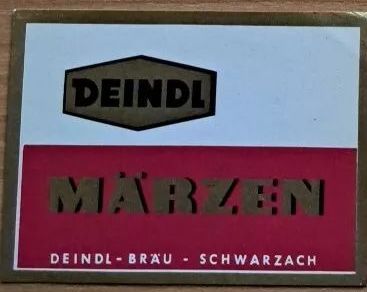 DEINDL
MÄRZEN
DEINDL-BRÄU - SCHWARZACH